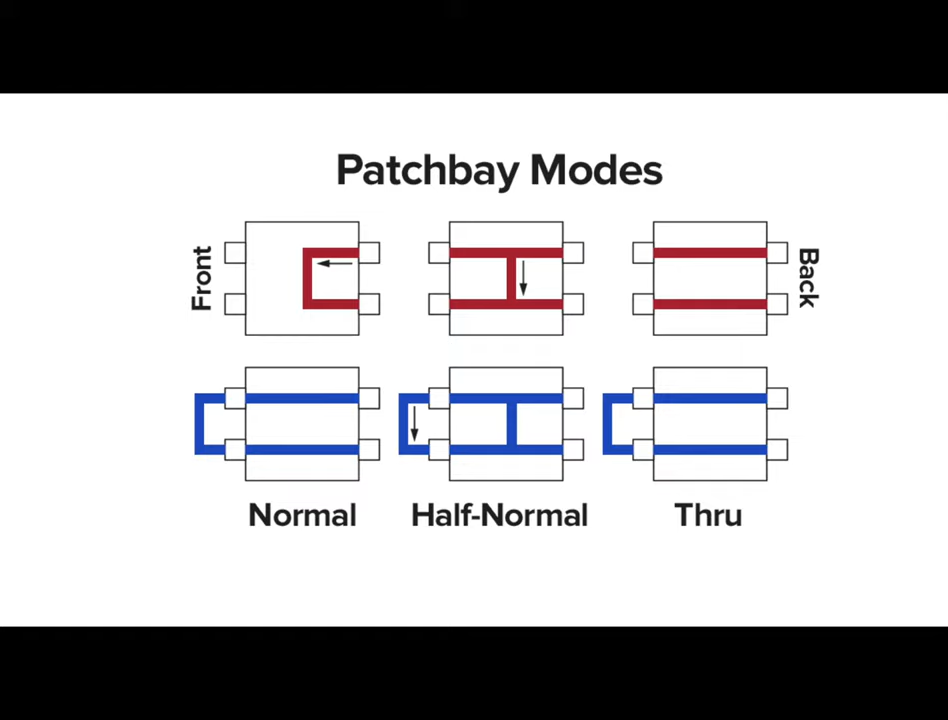 Patchbay Modes
Front
Back
Normal
Half-Normal
Thru